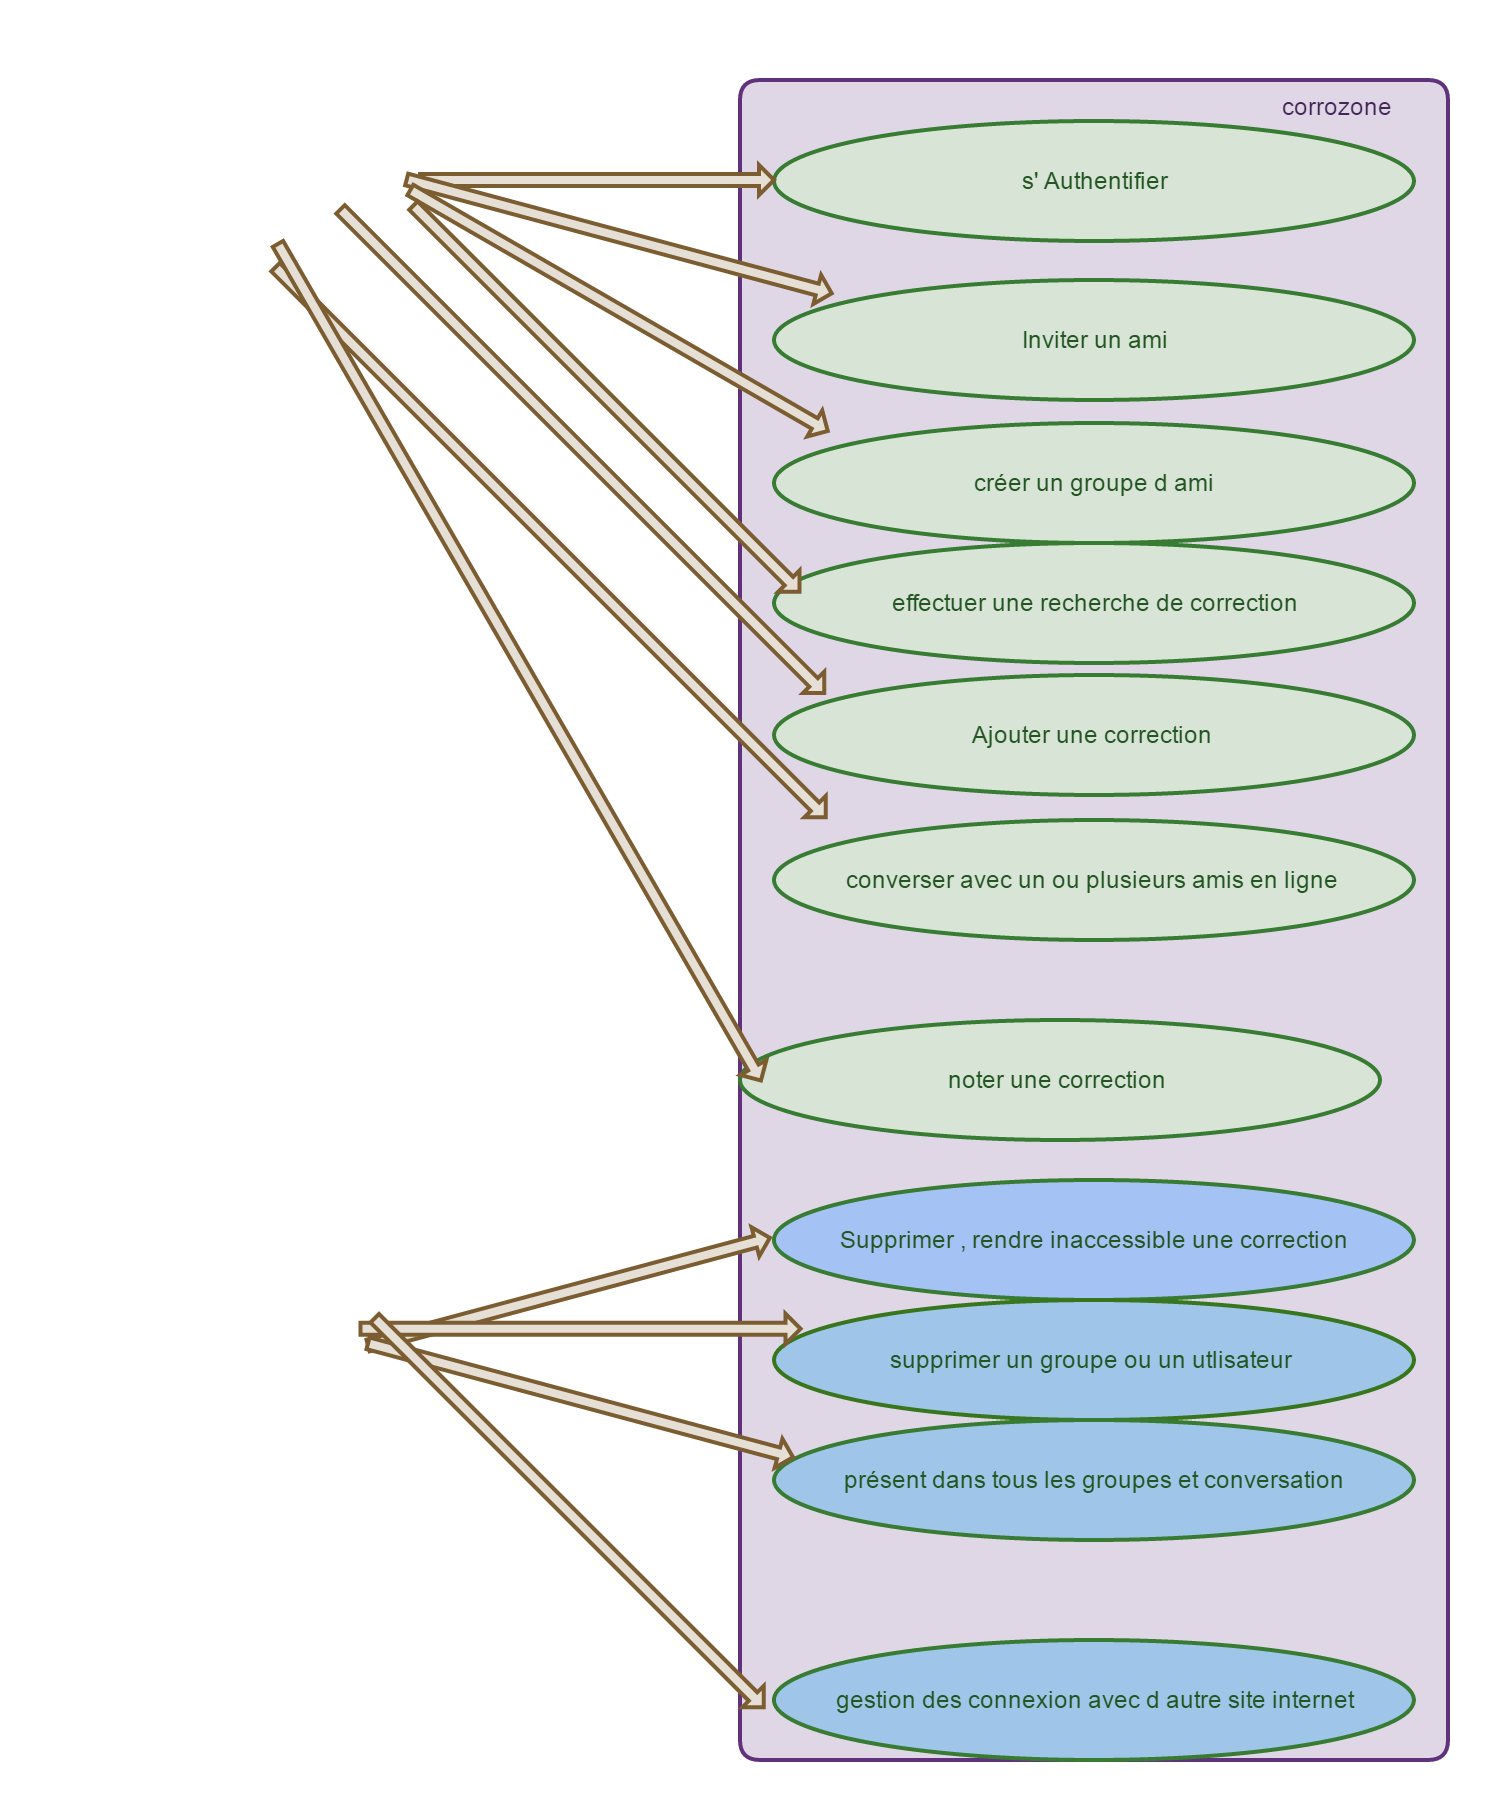 corrozone
s' Authentifier
Inviter un ami
créer un groupe d ami
effectuer une recherche de correction
Ajouter une correction
converser avec un ou plusieurs amis en ligne
noter une correction
Supprimer , rendre inaccessible une correction
supprimer un groupe ou un utlisateur
présent dans tous les groupes et conversation
gestion des connexion avec d autre site internet